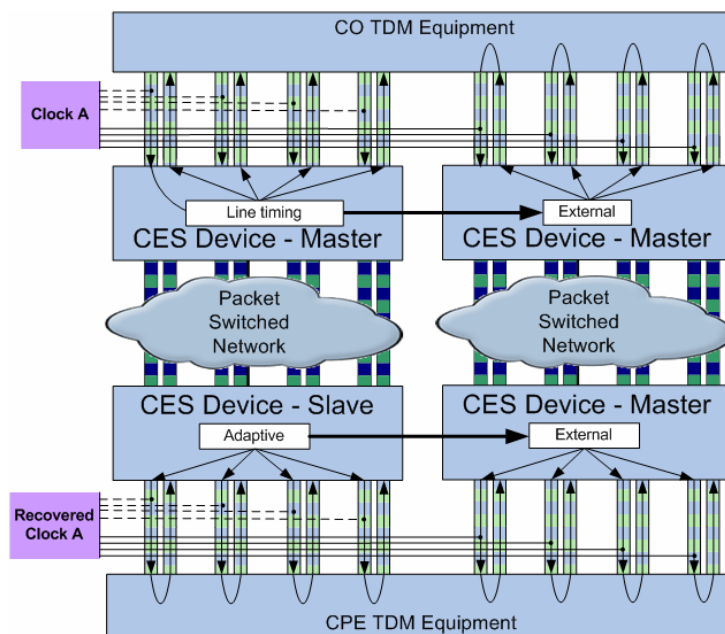 CO TDM Equipment
Clock A
Line timing
External
CES Device - Master
CES Device - Master
Packet
Switched
Network
Packet
Switched
Network
CES Device - Slave
CES Device - Master
Adaptive
External
Recovered
Clock A
CPE TDM Equipment